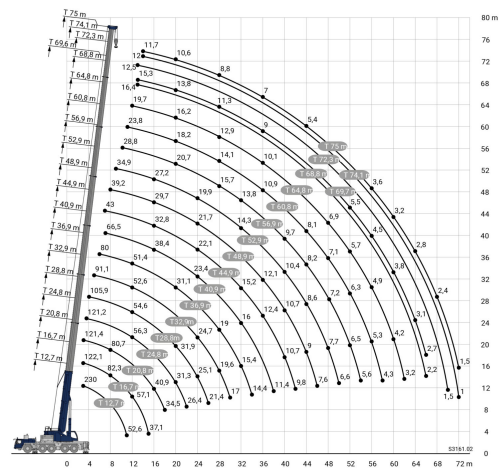 T 75 m
T 74,1 m
T 72,3 m
T 69,6 m
T 68,8 m
T 64,8 m
T 60,8 m
T 56,9 m
T 52,9 m
T 48,9 m
T 44,9 m
T 40,9 m
T 36,9 m
T 32,9 m
T 28,8 m
T 24,8 m
T 20,8 m
T 16,7 m
T 12,7 m
80 m
76
72
68
64
60
56
52
48
44
40
36
32
28
24
20
16
12
8
4
0
11,7 10,6 8,8 7 5,4 3,6 3,2 2,8 2,4 1,5
12
12,5
15,3 13,8 11,3 9
16,4
19,7 16,2 12,9 10,1 6,9 5,5 4,5 3,8 3,1 2,7 1,5 1
23,8 18,2 14,1 10,9 8,1 7,1 5,7 4,9 4,2 2,2
28,8 20,7 15,7 13,8 9,7 8,4 7,2 6,3 5,3 3,2
34,9 27,2 19,9 14,3 12,1 10,4 8,6 7,7 6,5 5,6 4,3
39,2 29,7 21,7 15,2 12,4 10,7 9 7,6 6,6
43 32,8 22,1 16 14,4 11,4 9,8
66,5 38,4 23,4 19 15,4
80 51,4 31,1 24,7 19,6 17
91,1 52,6 31,9 25,1 21,4
105,9 54,6 31,3 26,4
121,2 56,3 40,9 34,5
121,4 80,7 57,1 37,1
122,1 82,3 52,6
230
T 75 m
T 74,1 m
T 72,3 m
T 69,7 m
T 68,8 m
T 64,8 m
T 60,8 m
T 56,9 m
T 52,9 m
T 48,9 m
T 44,9 m
T 40,9 m
T 36,9 m
T32,9m
T28,8m
T 24,8 m
T 20,8 m
T 16,7 m
T 12,7 m
S3161.02
0 4 8 12 16 20 24 28 32 36 40 44 48 52 56 60 64 68 72 m